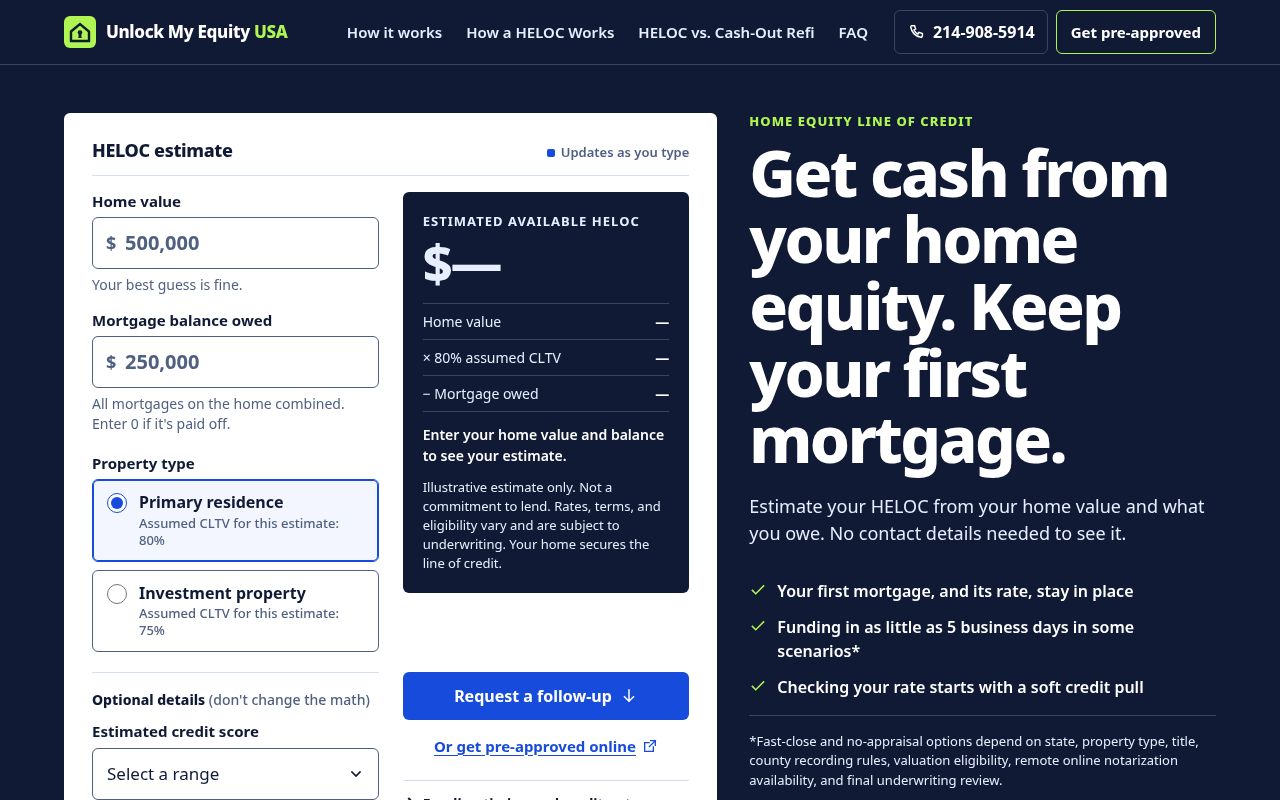 Unlock My Equity USA
How it works
How a HELOC Works
HELOC vs. Cash-Out Refi
FAQ
214-908-5914
Get pre-approved
HELOC estimate
Updates as you type
Home value
$ 500,000
Your best guess is fine.
Mortgage balance owed
$ 250,000
All mortgages on the home combined.
Enter 0 if it's paid off.
Property type
Primary residence
Assumed CLTV for this estimate:
80%
Investment property
Assumed CLTV for this estimate:
75%
Optional details (don't change the math)
Estimated credit score
Select a range
ESTIMATED AVAILABLE HELOC
$—
Home value —
× 80% assumed CLTV —
− Mortgage owed —
Enter your home value and balance
to see your estimate.
Illustrative estimate only. Not a
commitment to lend. Rates, terms, and
eligibility vary and are subject to
underwriting. Your home secures the
line of credit.
Request a follow-up ↓
Or get pre-approved online
HOME EQUITY LINE OF CREDIT
Get cash from
your home
equity. Keep
your first
mortgage.
Estimate your HELOC from your home value and what
you owe. No contact details needed to see it.
Your first mortgage, and its rate, stay in place
Funding in as little as 5 business days in some
scenarios*
Checking your rate starts with a soft credit pull
*Fast-close and no-appraisal options depend on state, property type, title,
county recording rules, valuation eligibility, remote online notarization
availability, and final underwriting review.